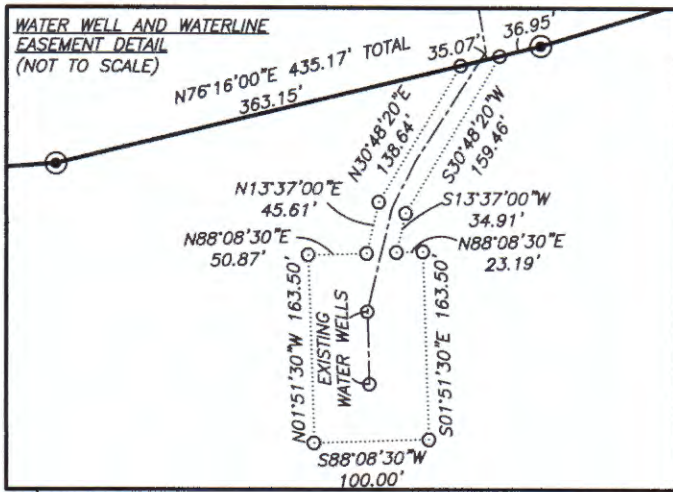 WATER WELL AND WATERLINE
EASEMENT DETAIL
(NOT TO SCALE)
N76°16'00"E 435.17' TOTAL
363.15'
35.07'
36.95'
N30°48'20"E
138.64'
S30°48'20"W
159.46'
N13°37'00"E
45.61'
S13°37'00"W
34.91'
N88°08'30"E
50.87'
N88°08'30"E
23.19'
N01°51'30"W 163.50'
EXISTING
WATER WELLS
S01°51'30"E 163.50'
S88°08'30"W
100.00'